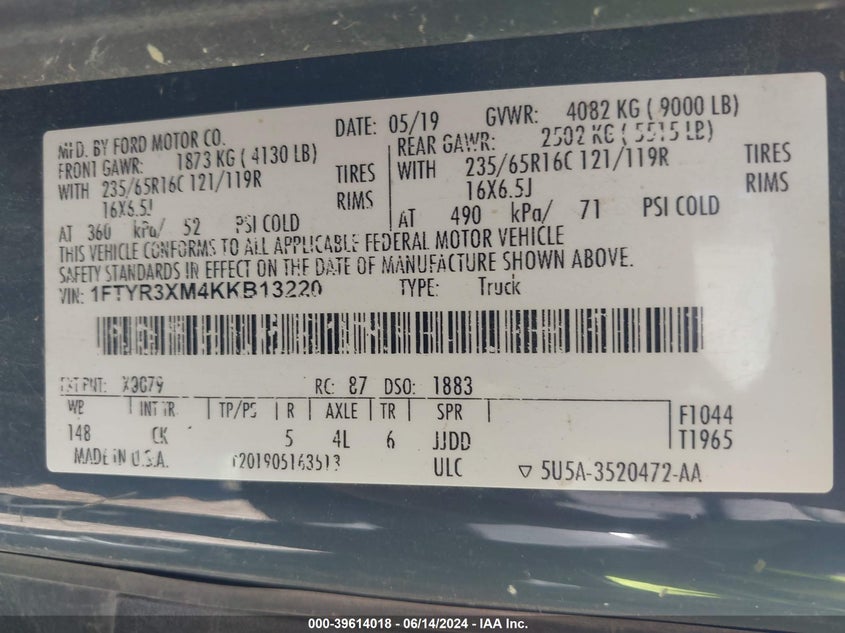 MFD. BY FORD MOTOR CO.
DATE: 05/19 GVWR: 4082 KG ( 9000 LB)
FRONT GAWR: 1873 KG ( 4130 LB)
WITH 235/65R16C 121/119R TIRES
16X6.5J RIMS
AT 360 kPa/ 52 PSI COLD
REAR GAWR: 2502 KG ( 5515 LB)
WITH 235/65R16C 121/119R TIRES
16X6.5J RIMS
AT 490 kPa/ 71 PSI COLD
THIS VEHICLE CONFORMS TO ALL APPLICABLE FEDERAL MOTOR VEHICLE
SAFETY STANDARDS IN EFFECT ON THE DATE OF MANUFACTURE SHOWN ABOVE.
VIN: 1FTYR3XM4KKB13220 TYPE: Truck
EXT PNT: RC: 87 DSO: 1883
WB INT TR TP/PS R AXLE TR SPR
148 CK 5 4L 6 JJDD
F1044
T1965
MADE IN U.S.A. ULC
▽ 5U5A-3520472-AA
000-39614018 - 06/14/2024 - IAA Inc.